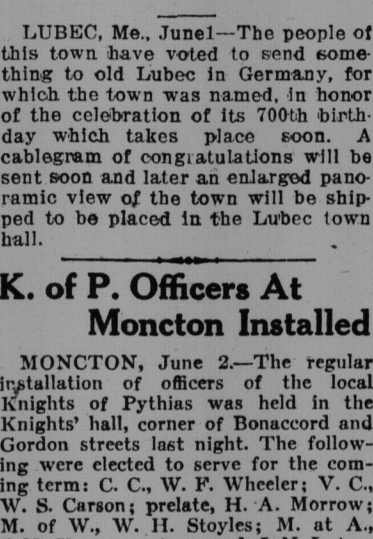 LUBEC, Me., June1—The people of
this town have voted to send some-
thing to old Lubec in Germany, for
which the town was named, in honor
of the celebration of its 700th birth-
day which takes place soon. A
cablegram of congratulations will be
sent soon and later an enlarged pano-
ramic view of the town will be ship-
ped to be placed in the Lubec town
hall.
K. of P. Officers At
Moncton Installed
MONCTON, June 2.—The regular
installation of officers of the local
Knights of Pythias was held in the
Knights' hall, corner of Bonaccord and
Gordon streets last night. The follow-
ing were elected to serve for the com-
ing term: C. C., W. F. Wheeler; V. C.,
W. S. Carson; prelate, H. A. Morrow;
M. of W., W. H. Stoyles; M. at A.,